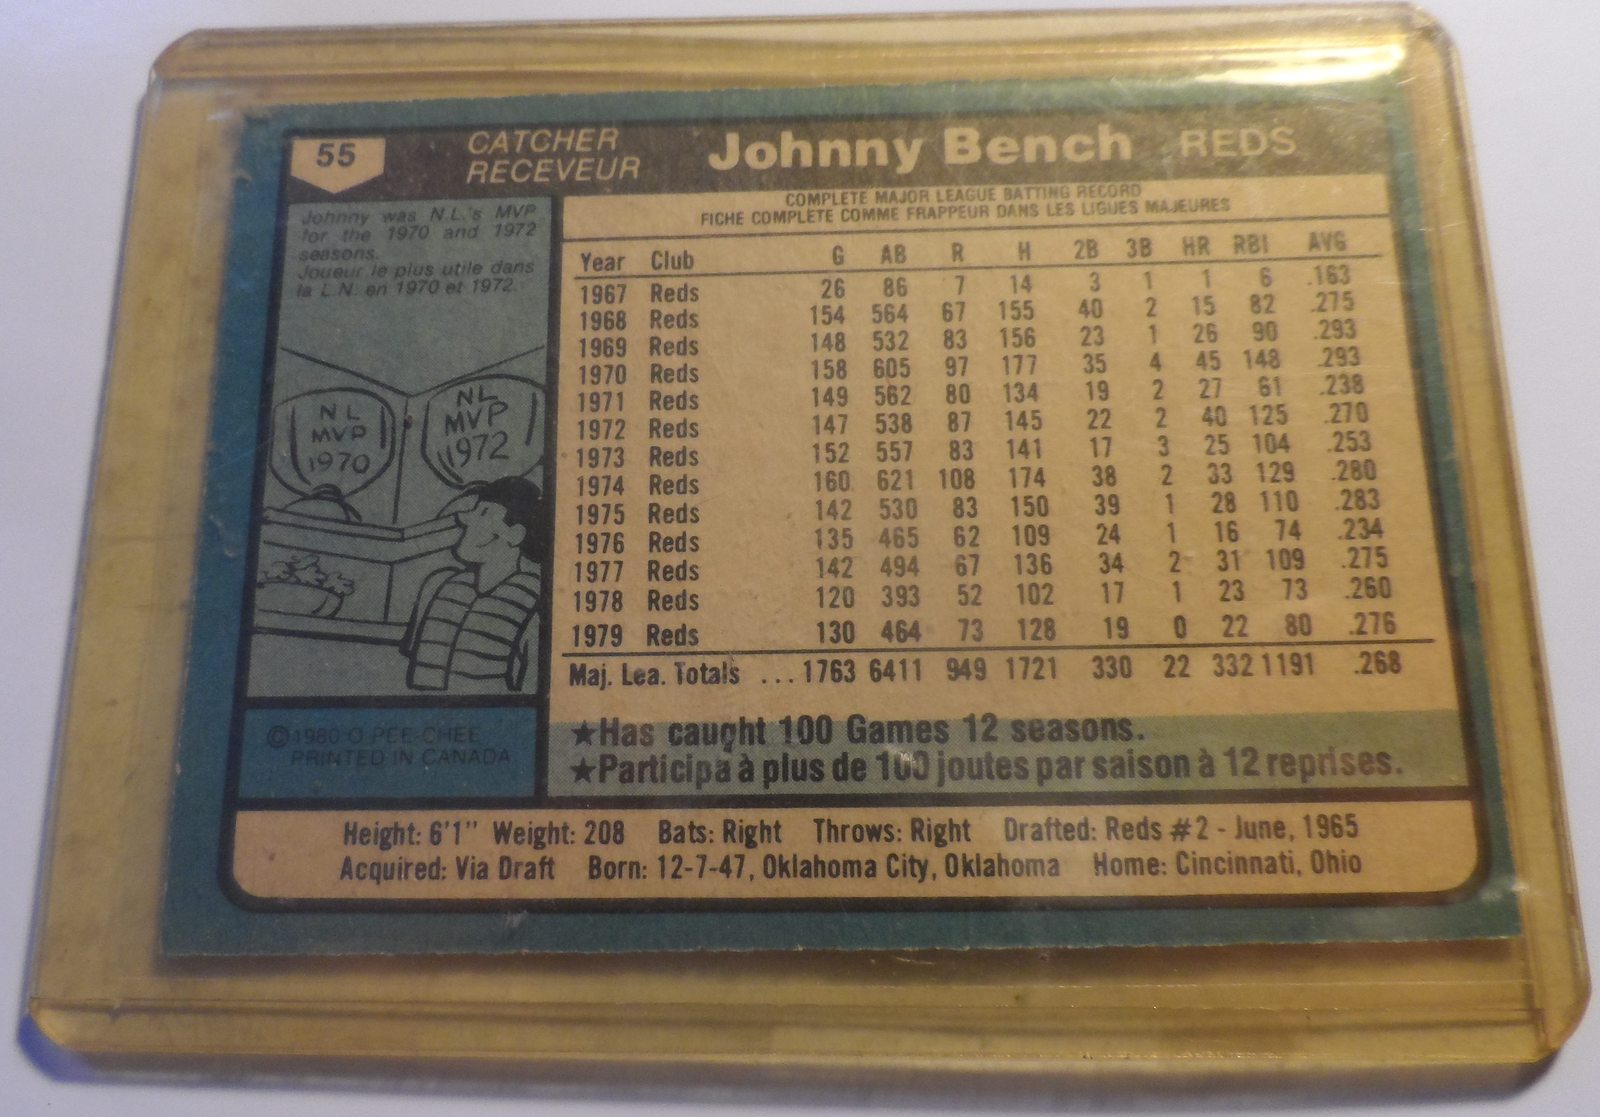 55
CATCHER
RECEVEUR
Johnny Bench REDS
Johnny was N.L.'s MVP
for the 1970 and 1972
seasons.
Joueur le plus utile dans
la L.N. en 1970 et 1972.
NL
MVP
1970
NL
MVP
1972
©1980 O PEE-CHEE
PRINTED IN CANADA
COMPLETE MAJOR LEAGUE BATTING RECORD
FICHE COMPLETE COMME FRAPPEUR DANS LES LIGUES MAJEURES
Year Club G AB R H 2B 3B HR RBI AVG
1967 Reds 26 86 7 14 3 1 1 6 .163
1968 Reds 154 564 67 155 40 2 15 82 .275
1969 Reds 148 532 83 156 23 1 26 90 .293
1970 Reds 158 605 97 177 35 4 45 148 .293
1971 Reds 149 562 80 134 19 2 27 61 .238
1972 Reds 147 538 87 145 22 2 40 125 .270
1973 Reds 152 557 83 141 17 3 25 104 .253
1974 Reds 160 621 108 174 38 2 33 129 .280
1975 Reds 142 530 83 150 39 1 28 110 .283
1976 Reds 135 465 62 109 24 1 16 74 .234
1977 Reds 142 494 67 136 34 2 31 109 .275
1978 Reds 120 393 52 102 17 1 23 73 .260
1979 Reds 130 464 73 128 19 0 22 80 .276
Maj. Lea. Totals ... 1763 6411 949 1721 330 22 332 1191 .268
★Has caught 100 Games 12 seasons.
★Participa à plus de 100 joutes par saison à 12 reprises.
Height: 6'1" Weight: 208 Bats: Right Throws: Right Drafted: Reds #2 - June, 1965
Acquired: Via Draft Born: 12-7-47, Oklahoma City, Oklahoma Home: Cincinnati, Ohio